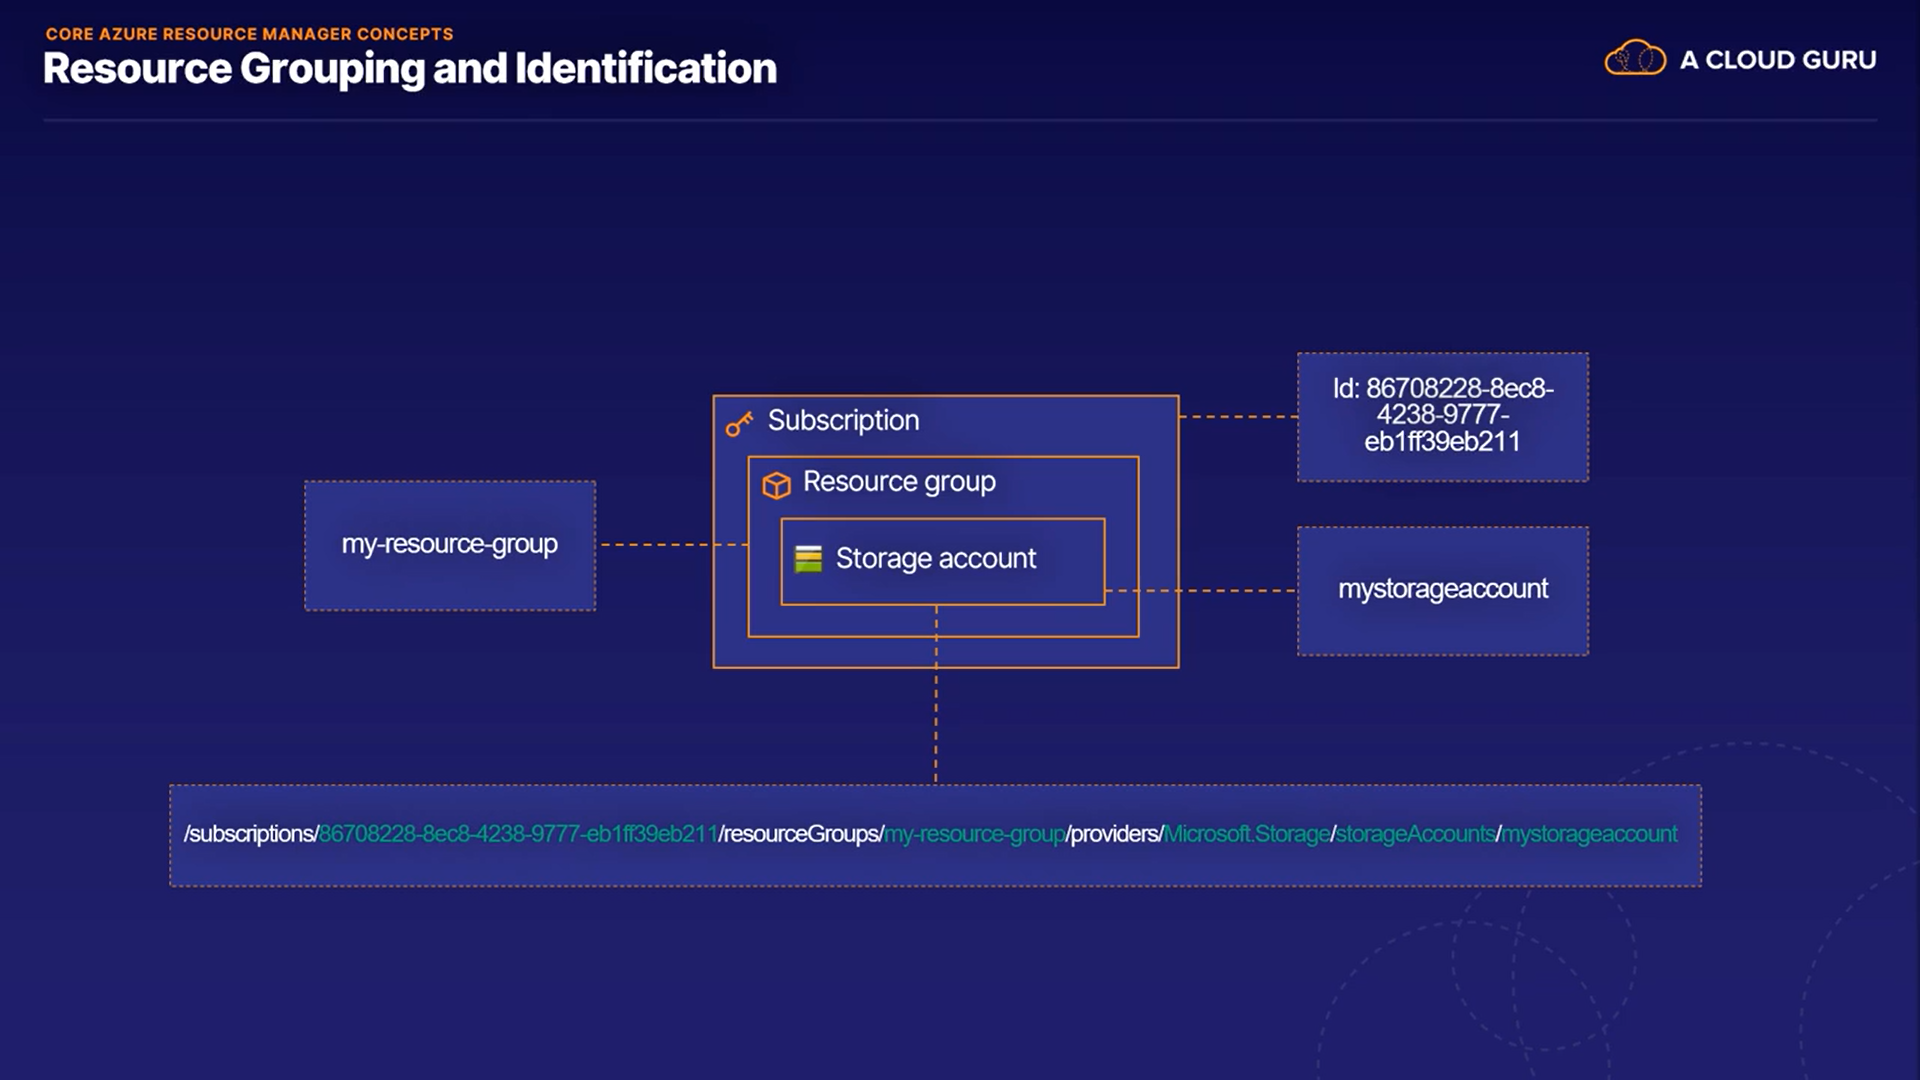 CORE AZURE RESOURCE MANAGER CONCEPTS
Resource Grouping and Identification
A CLOUD GURU
Subscription
Id: 86708228-8ec8-
4238-9777-
eb1ff39eb211
Resource group
my-resource-group
Storage account
mystorageaccount
/subscriptions/86708228-8ec8-4238-9777-eb1ff39eb211/resourceGroups/my-resource-group/providers/Microsoft.Storage/storageAccounts/mystorageaccount